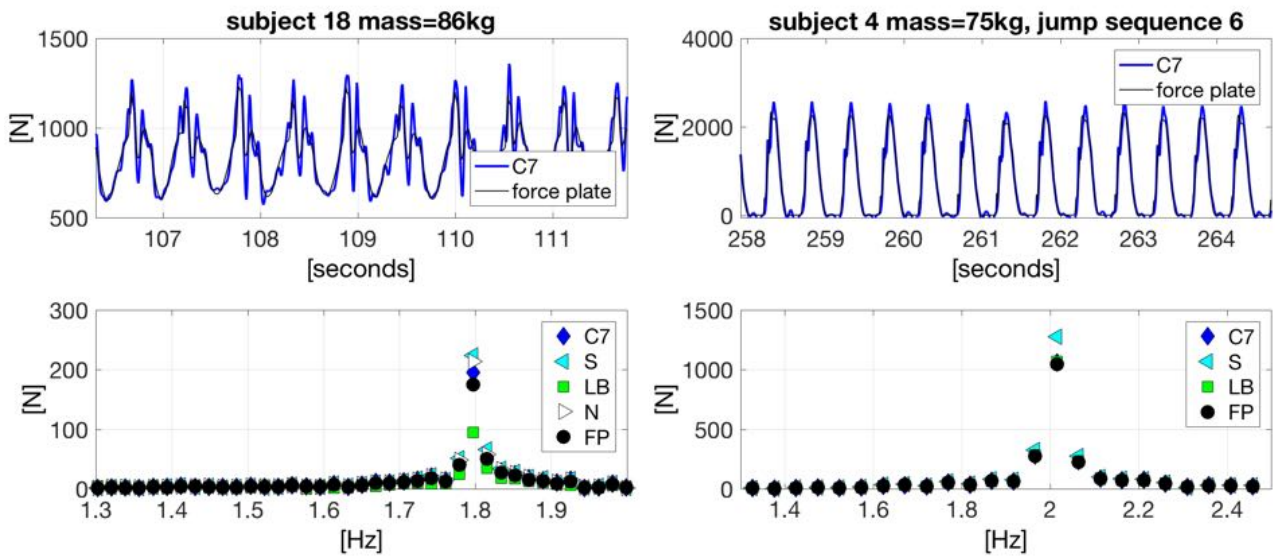 subject 18 mass=86kg
1500
1000
500
[N]
107 108 109 110 111
[seconds]
C7
force plate
subject 4 mass=75kg, jump sequence 6
4000
2000
0
[N]
258 259 260 261 262 263 264
[seconds]
C7
force plate
300
200
100
0
[N]
1.3 1.4 1.5 1.6 1.7 1.8 1.9
[Hz]
C7
S
LB
N
FP
1500
1000
500
0
[N]
1.4 1.6 1.8 2 2.2 2.4
[Hz]
C7
S
LB
FP